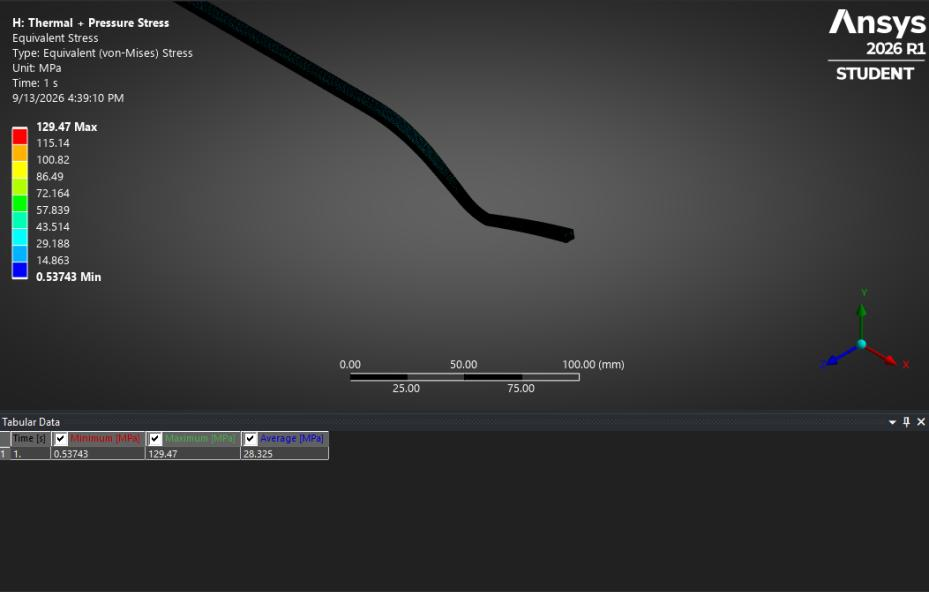 H: Thermal + Pressure Stress
Equivalent Stress
Type: Equivalent (von-Mises) Stress
Unit: MPa
Time: 1 s
9/13/2026 4:39:10 PM
129.47 Max
115.14
100.82
86.49
72.164
57.839
43.514
29.188
14.863
0.53743 Min
Ansys
2026 R1
STUDENT
Y
Z X
0.00 50.00 100.00 (mm)
25.00 75.00
Tabular Data
Time [s] Minimum [MPa] Maximum [MPa] Average [MPa]
1 1. 0.53743 129.47 28.325